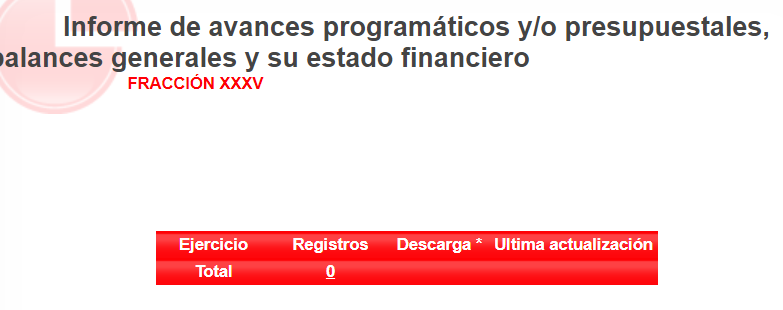 Informe de avances programáticos y/o presupuestales,
balances generales y su estado financiero
FRACCIÓN XXXV
Ejercicio Registros Descarga * Ultima actualización
Total 0